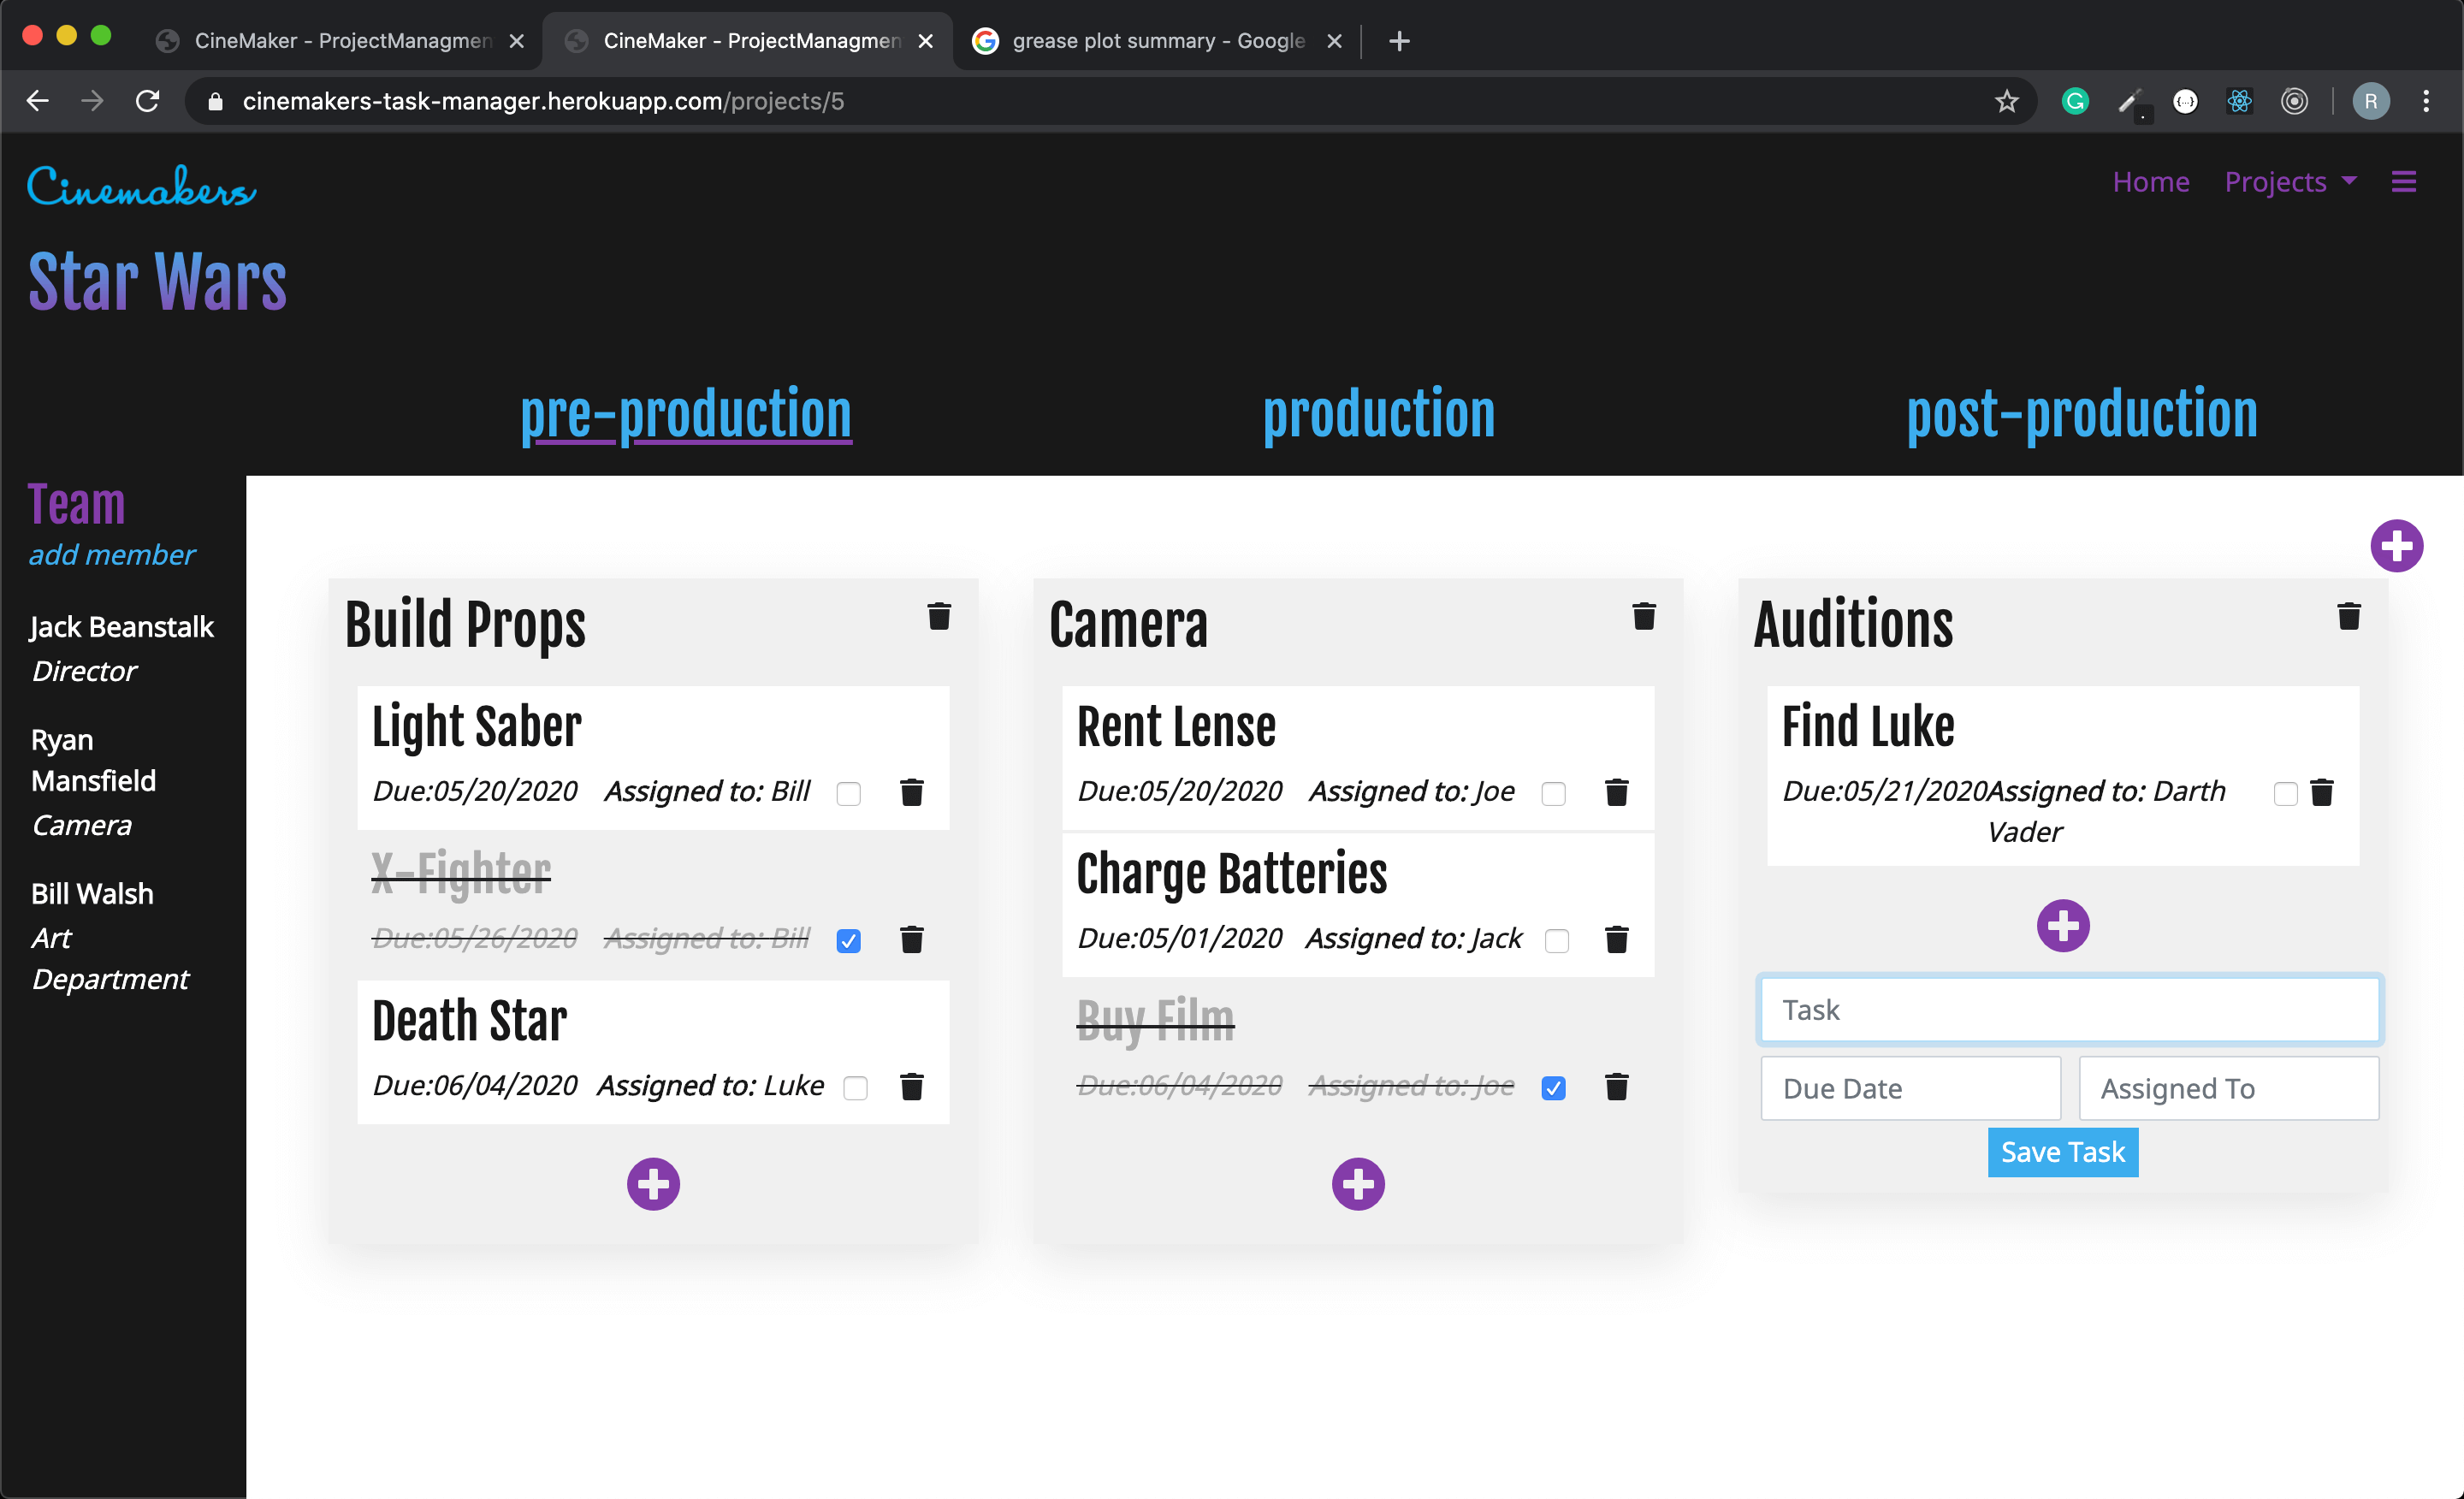 CineMaker - ProjectManagmen
CineMaker - ProjectManagmen
grease plot summary - Google
cinemakers-task-manager.herokuapp.com/projects/5
R
Cinemakers
Home Projects
Star Wars
pre-production production post-production
Team
add member
Jack Beanstalk
Director
Ryan
Mansfield
Camera
Bill Walsh
Art
Department
Build Props
Light Saber
Due:05/20/2020 Assigned to: Bill
X-Fighter
Due:05/26/2020 Assigned to: Bill
Death Star
Due:06/04/2020 Assigned to: Luke
Camera
Rent Lense
Due:05/20/2020 Assigned to: Joe
Charge Batteries
Due:05/01/2020 Assigned to: Jack
Buy Film
Due:06/04/2020 Assigned to: Joe
Auditions
Find Luke
Due:05/21/2020Assigned to: Darth
Vader
Task
Due Date Assigned To
Save Task